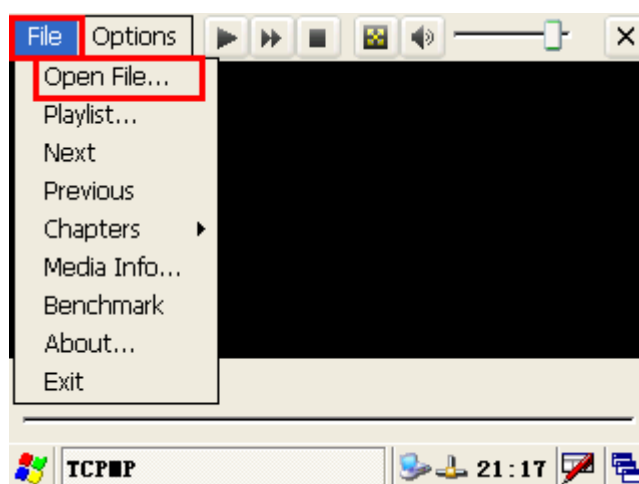 File Options
Open File...
Playlist...
Next
Previous
Chapters
Media Info...
Benchmark
About...
Exit
TCPMP 21:17